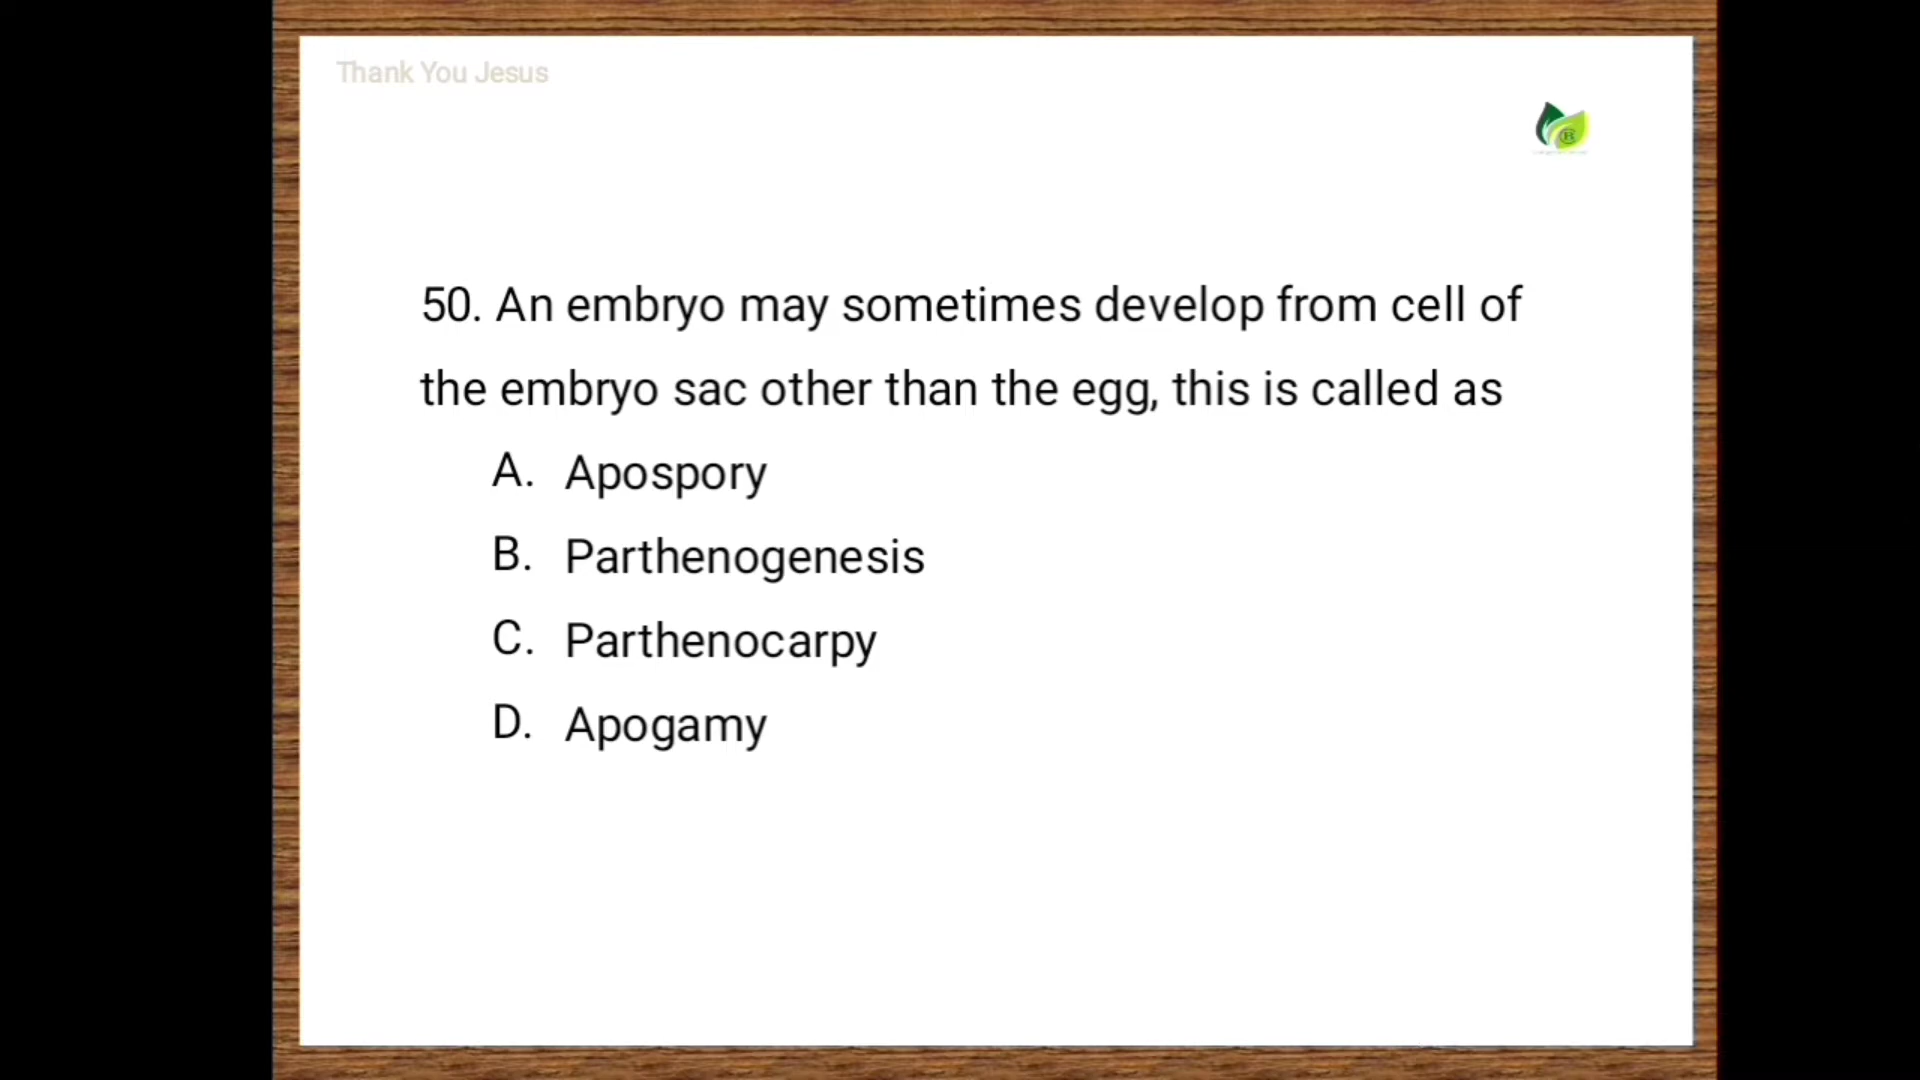 Thank You Jesus
50. An embryo may sometimes develop from cell of
the embryo sac other than the egg, this is called as
A. Apospory
B. Parthenogenesis
C. Parthenocarpy
D. Apogamy